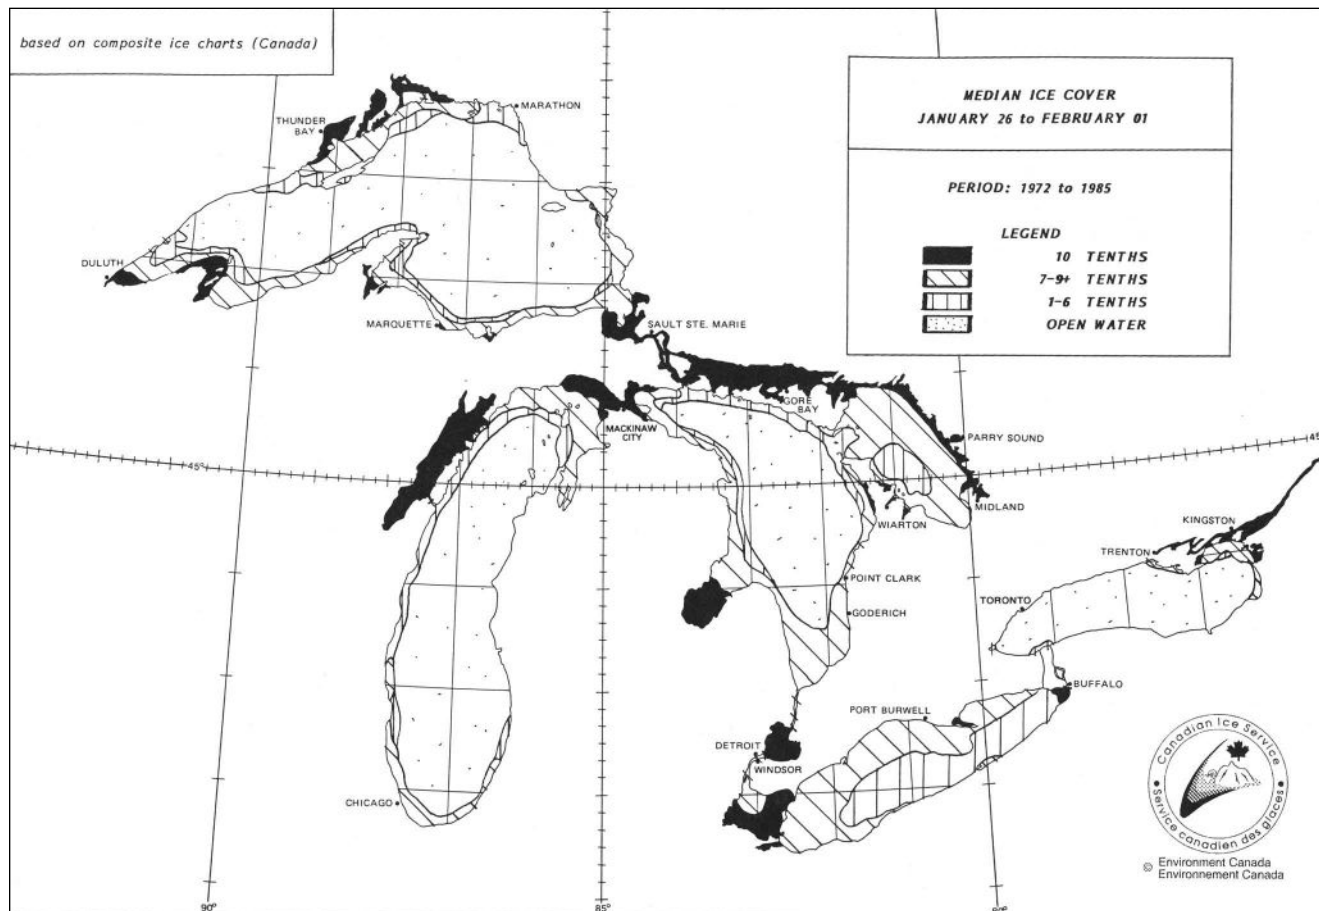 based on composite ice charts (Canada)
MEDIAN ICE COVER
JANUARY 26 to FEBRUARY 01
PERIOD: 1972 to 1985
LEGEND
10 TENTHS
7-9+ TENTHS
1-6 TENTHS
OPEN WATER
MARATHON
THUNDER
BAY
DULUTH
MARQUETTE
SAULT STE. MARIE
GORE
BAY
MACKINAW
CITY
PARRY SOUND
45°
45
MIDLAND
WIARTON
KINGSTON
TRENTON
POINT CLARK
TORONTO
GODERICH
BUFFALO
PORT BURWELL
DETROIT
WINDSOR
CHICAGO
Canadian Ice Service
Service canadien des glaces
© Environment Canada
Environnement Canada
90°
85°